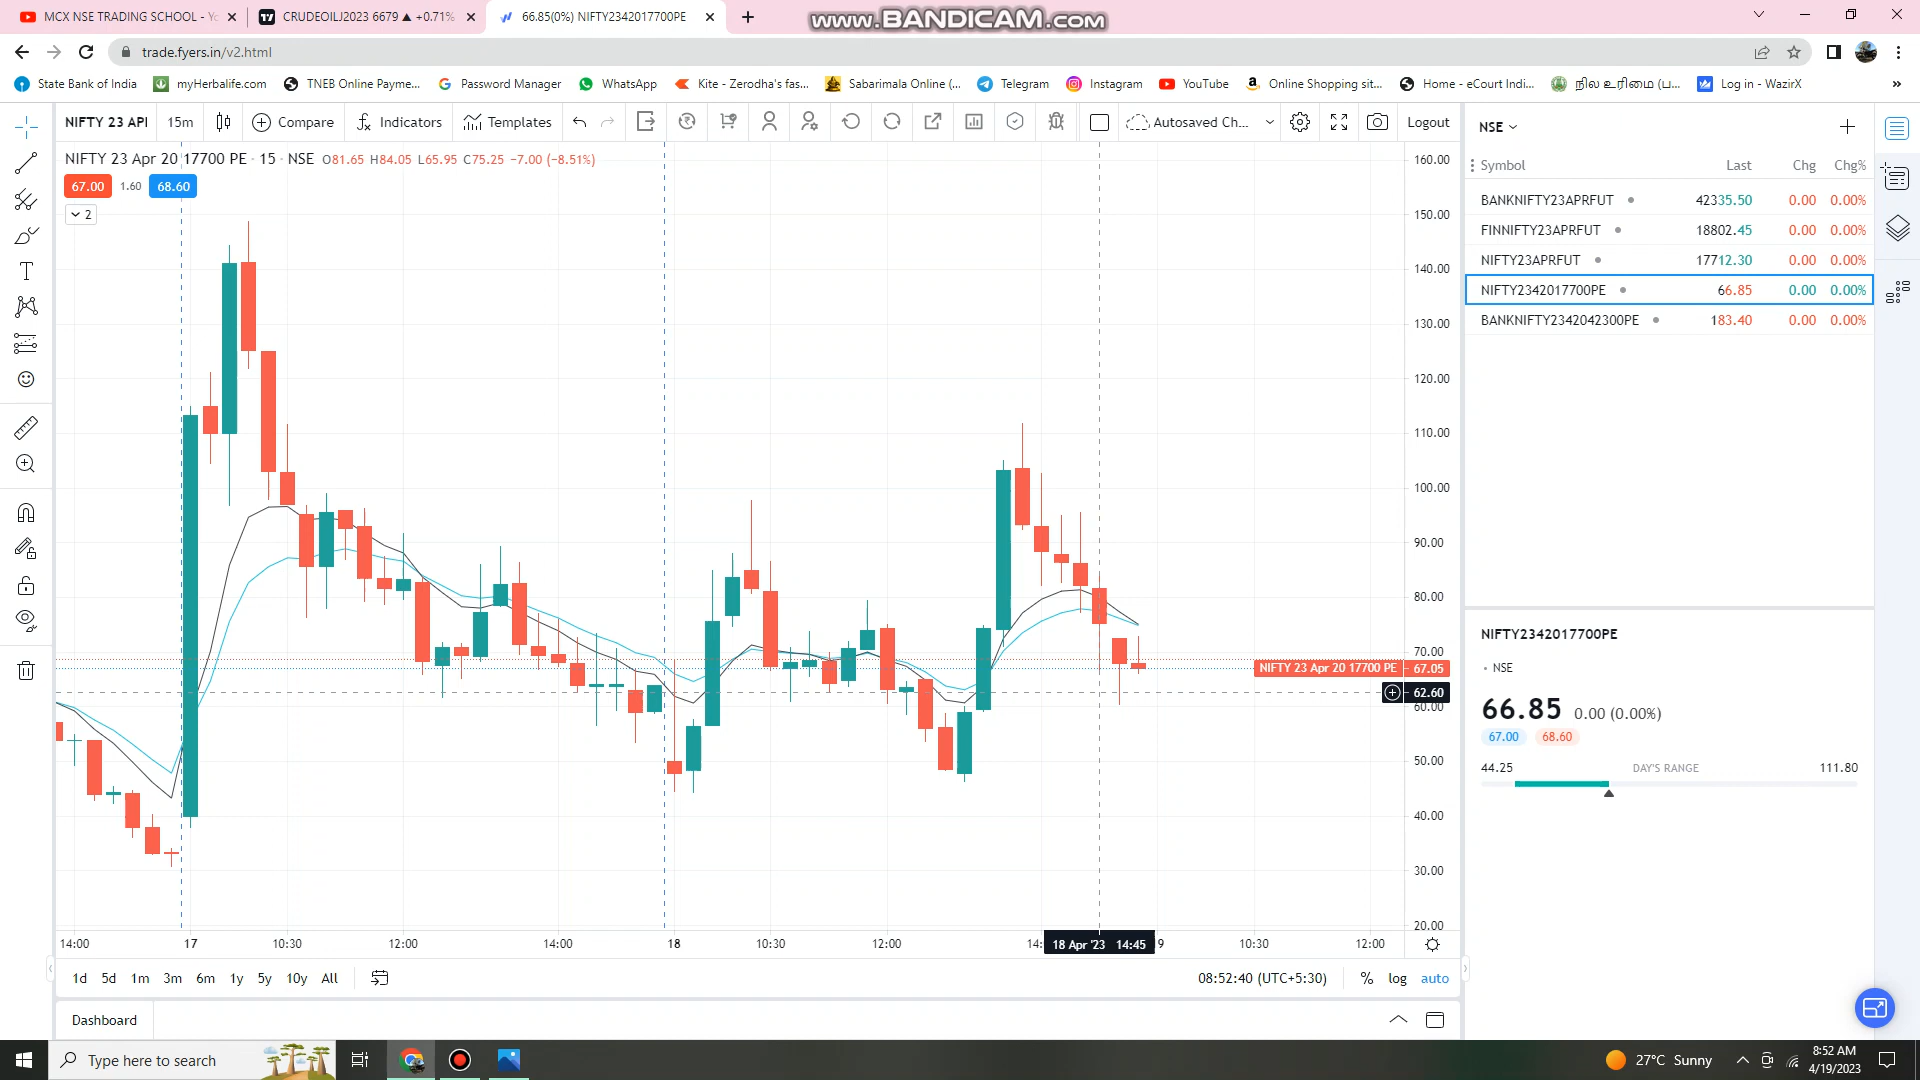 MCX NSE TRADING SCHOOL - Yc
CRUDEOILJ2023 6679 ▲ +0.71%
66.85(0%) NIFTY2342017700PE
www.BANDICAM.com
trade.fyers.in/v2.html
State Bank of India
myHerbalife.com
TNEB Online Payme...
Password Manager
WhatsApp
Kite - Zerodha's fas...
Sabarimala Online (...
Telegram
Instagram
YouTube
Online Shopping sit...
Home - eCourt Indi...
நில உரிமை (ப...
Log in - WazirX
NIFTY 23 API
15m
Compare
Indicators
Templates
Autosaved Ch...
Logout
NIFTY 23 Apr 20 17700 PE · 15 · NSE O81.65 H84.05 L65.95 C75.25 −7.00 (−8.51%)
67.00 1.60 68.60
2
160.00
150.00
140.00
130.00
120.00
110.00
100.00
90.00
80.00
70.00
NIFTY 23 Apr 20 17700 PE 67.05
62.60
60.00
50.00
40.00
30.00
20.00
14:00 17 10:30 12:00 14:00 18 10:30 12:00 14: 18 Apr '23 14:45 9 10:30 12:00
1d 5d 1m 3m 6m 1y 5y 10y All
08:52:40 (UTC+5:30) % log auto
Dashboard
NSE
Symbol Last Chg Chg%
BANKNIFTY23APRFUT 42335.50 0.00 0.00%
FINNIFTY23APRFUT 18802.45 0.00 0.00%
NIFTY23APRFUT 17712.30 0.00 0.00%
NIFTY2342017700PE 66.85 0.00 0.00%
BANKNIFTY2342042300PE 183.40 0.00 0.00%
NIFTY2342017700PE
NSE
66.85 0.00 (0.00%)
67.00 68.60
44.25 DAY'S RANGE 111.80
Type here to search
27°C Sunny
8:52 AM
4/19/2023